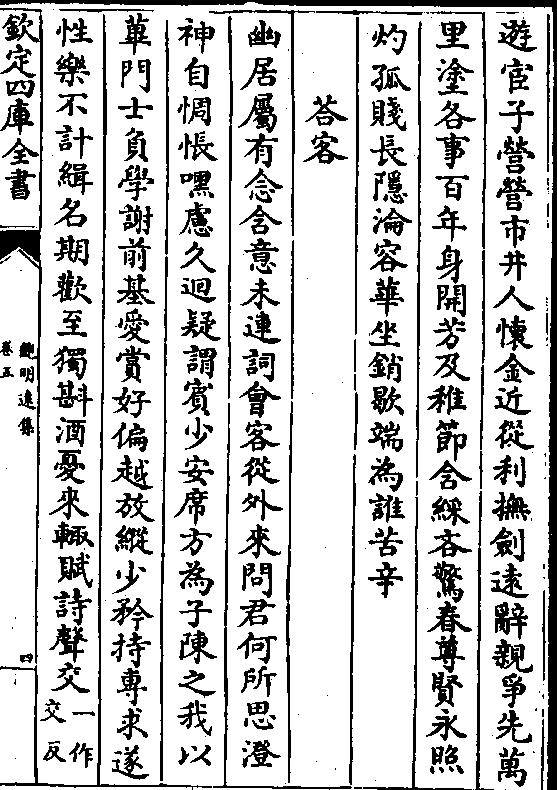 遊宦子營營市井人懷金近從利撫劍遠辭親爭先萬
里塗各事百年身開芳及稚節含綵吝驚春尊賢永照
灼孤賤長隱淪容華坐銷歇端為誰苦辛
荅客
幽居屬有念含意未連詞會客從外來問君何所思澄
神自惆悵嘿慮久迴疑謂賓少安席方為子陳之我以
蓽門士負學謝前基愛賞好偏越放縱少矜持專求遂
性樂不計緝名期歡至獨斟酒憂來輒賦詩聲交一作
交反
欽定四庫全書
鮑明遠集
卷五
四